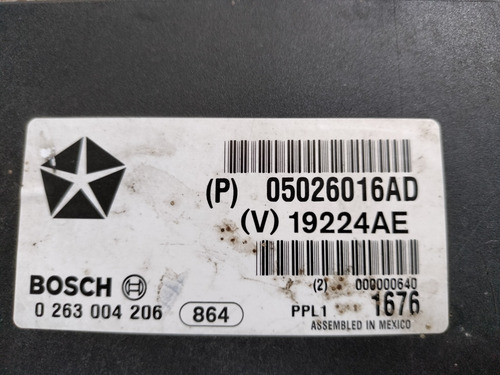 (P) 05026016AD
(V) 19224AE
(2) 000000640
BOSCH
0 263 004 206 864
PPL1 1676
ASSEMBLED IN MEXICO